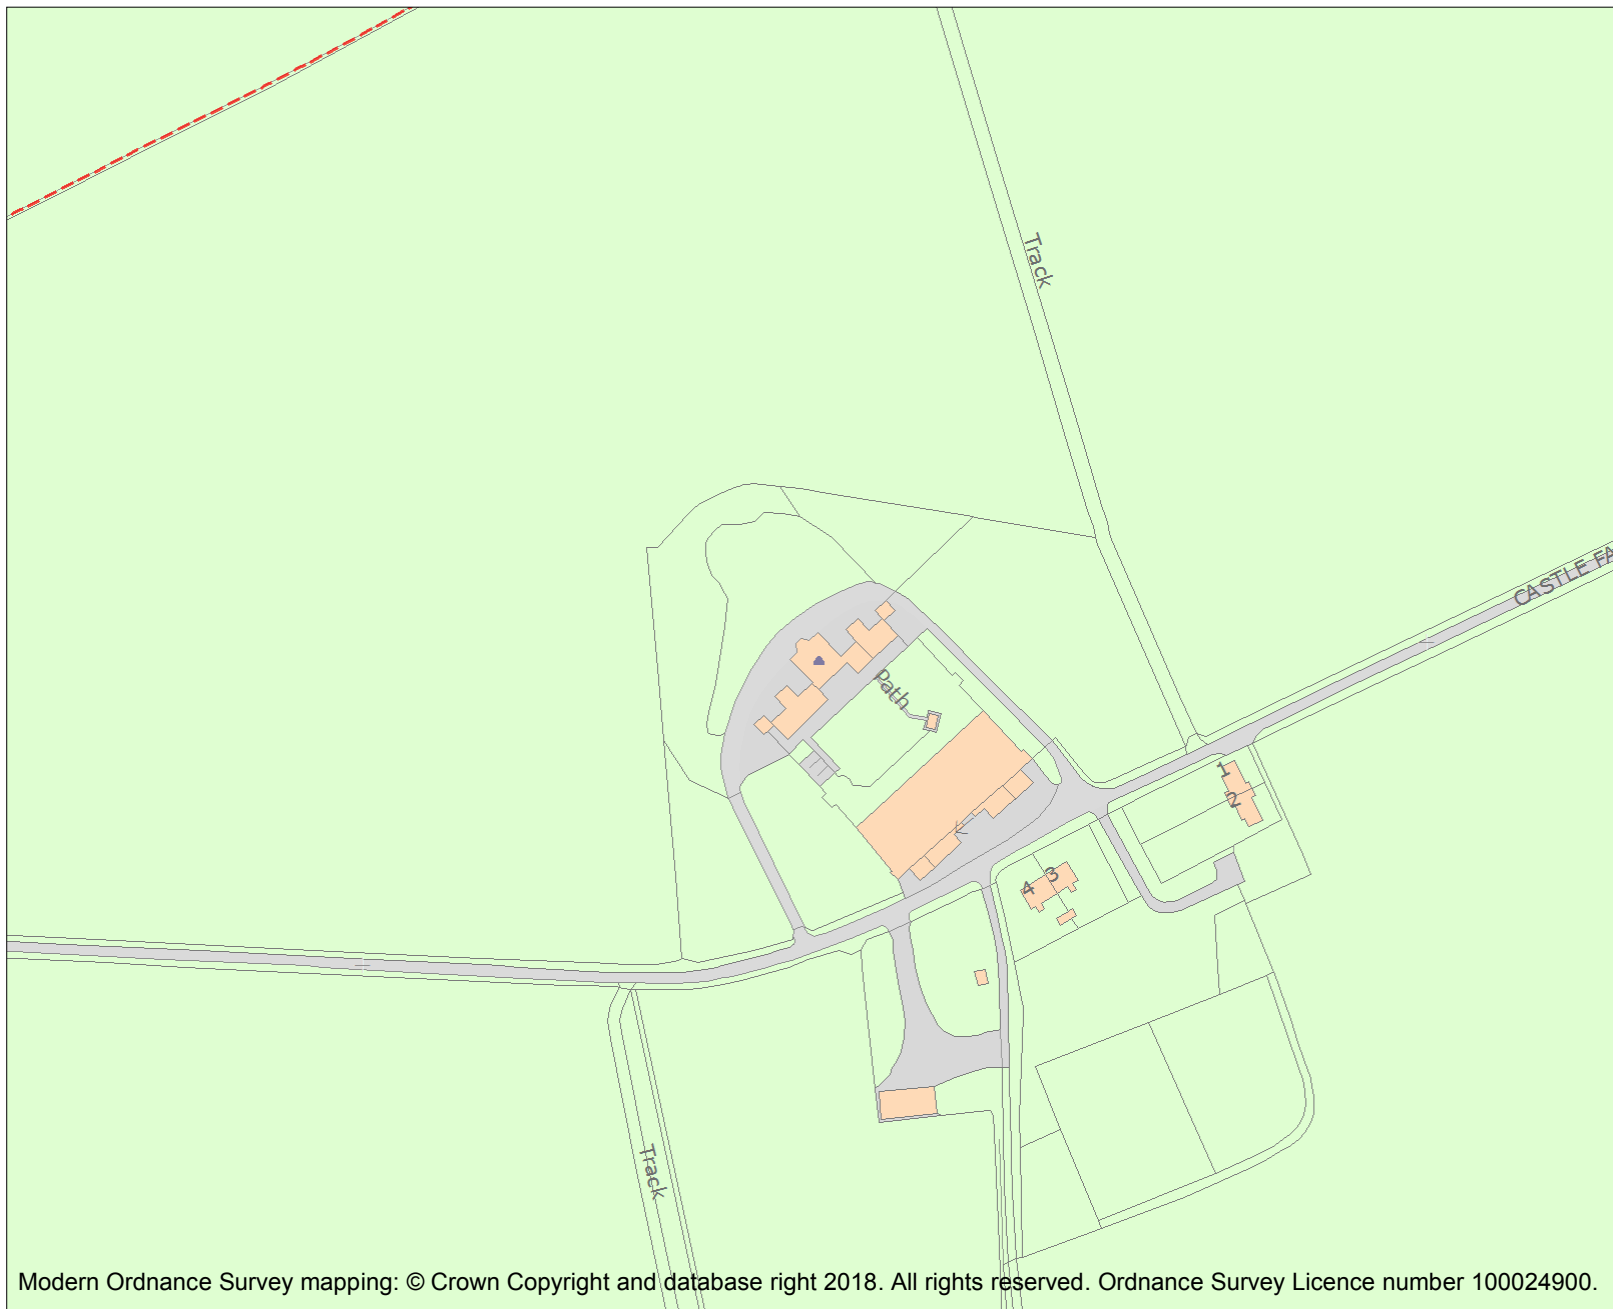 Track
CASTLE FA
Path
1
2
3
4
Track
Modern Ordnance Survey mapping: © Crown Copyright and database right 2018. All rights reserved. Ordnance Survey Licence number 100024900.